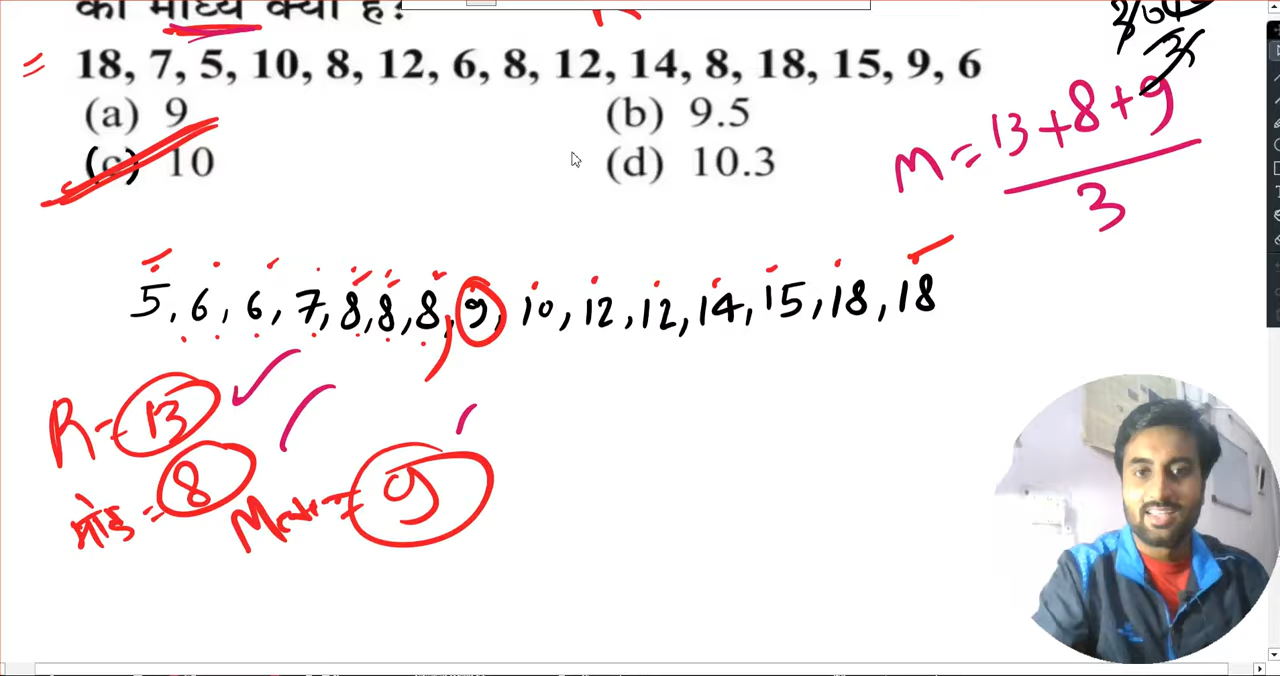 का माध्य क्या है?
= 18, 7, 5, 10, 8, 12, 6, 8, 12, 14, 8, 18, 15, 9, 6
(a) 9
(b) 9.5
(c) 10
(d) 10.3
M = 13+8+9
3
5, 6, 6, 7, 8, 8, 8, 9, 10, 12, 12, 14, 15, 18, 18
R = 13
मोड = 8
= 9